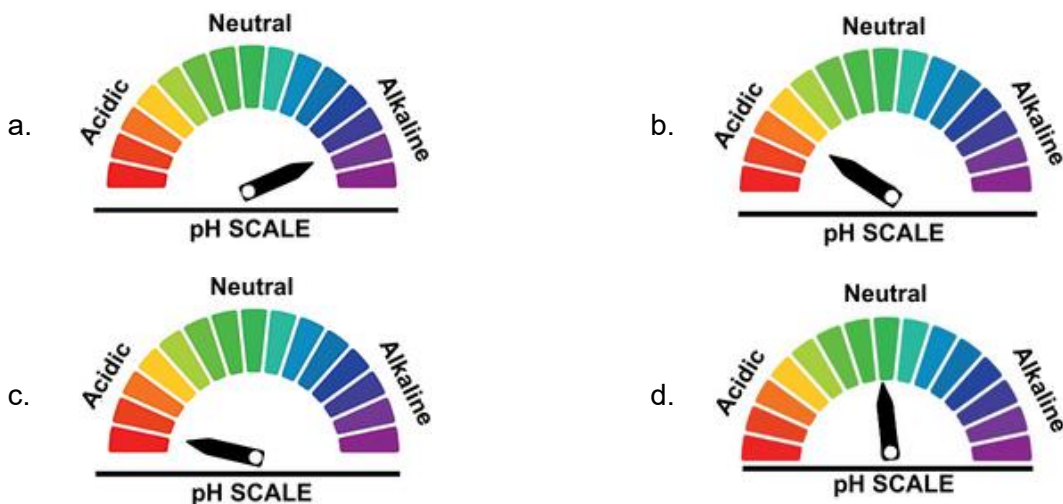 a.
Neutral
Acidic
Alkaline
pH SCALE
b.
Neutral
Acidic
Alkaline
pH SCALE
c.
Neutral
Acidic
Alkaline
pH SCALE
d.
Neutral
Acidic
Alkaline
pH SCALE